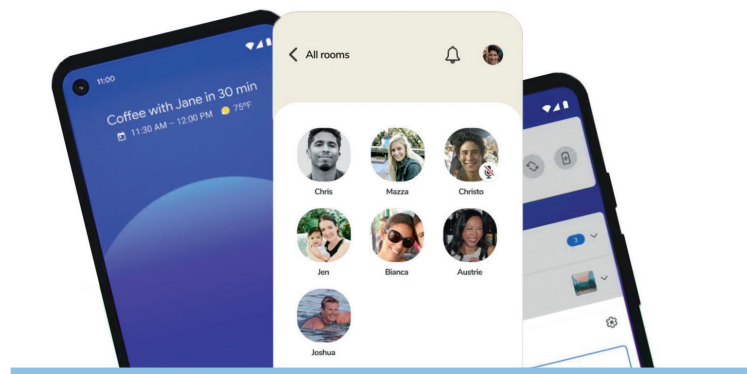 11:00
Coffee with Jane in 30 min
11:30 AM – 12:00 PM 75°F
All rooms
Chris Mazza Christo
Jen Bianca Austrie
Joshua
3